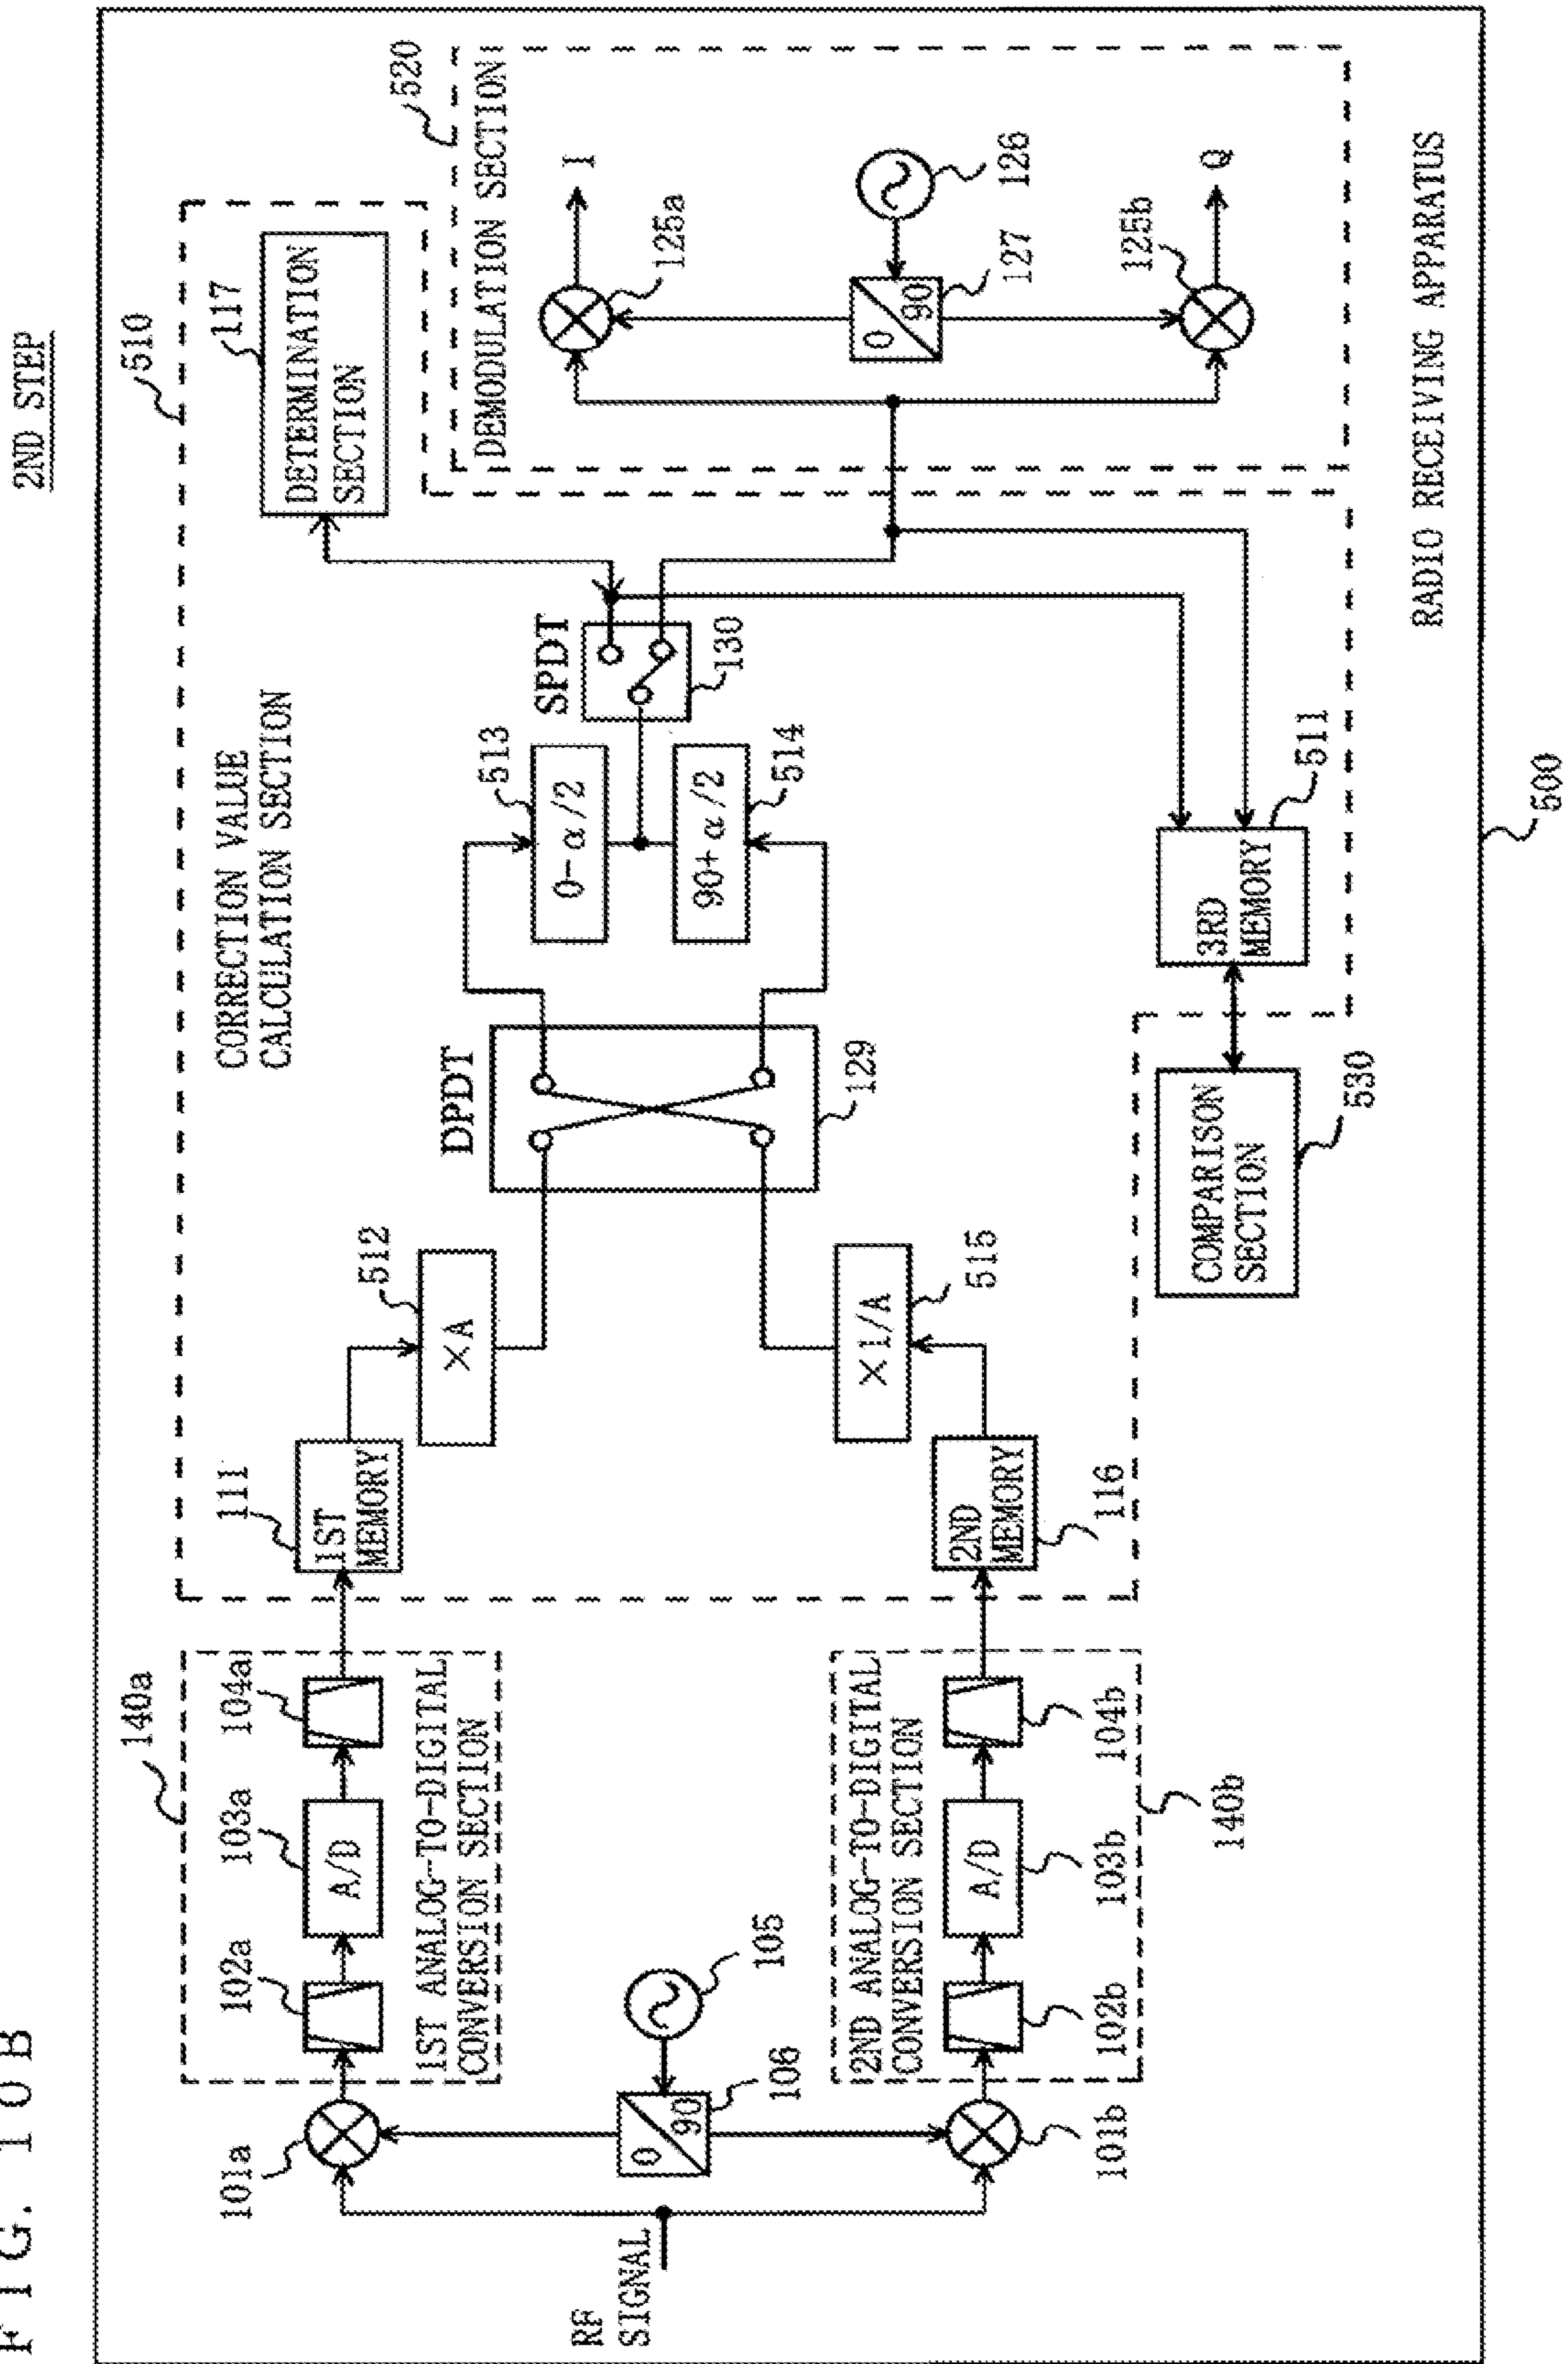 FIG. 10B
2ND STEP
140a
102a
103a
104a
101a
1ST ANALOG-TO-DIGITAL
CONVERSION SECTION
A/D
RF
SIGNAL
105
0
90
106
2ND ANALOG-TO-DIGITAL
CONVERSION SECTION
A/D
101b
102b
103b
104b
140b
510
CORRECTION VALUE
CALCULATION SECTION
111
1ST
MEMORY
512
×A
DPDT
129
×1/A
515
2ND
MEMORY
116
513
0-α/2
90+α/2
514
SPDT
130
117
DETERMINATION
SECTION
3RD
MEMORY
511
COMPARISON
SECTION
530
520
DEMODULATION SECTION
I
125a
126
0
90
127
125b
Q
RADIO RECEIVING APPARATUS
500